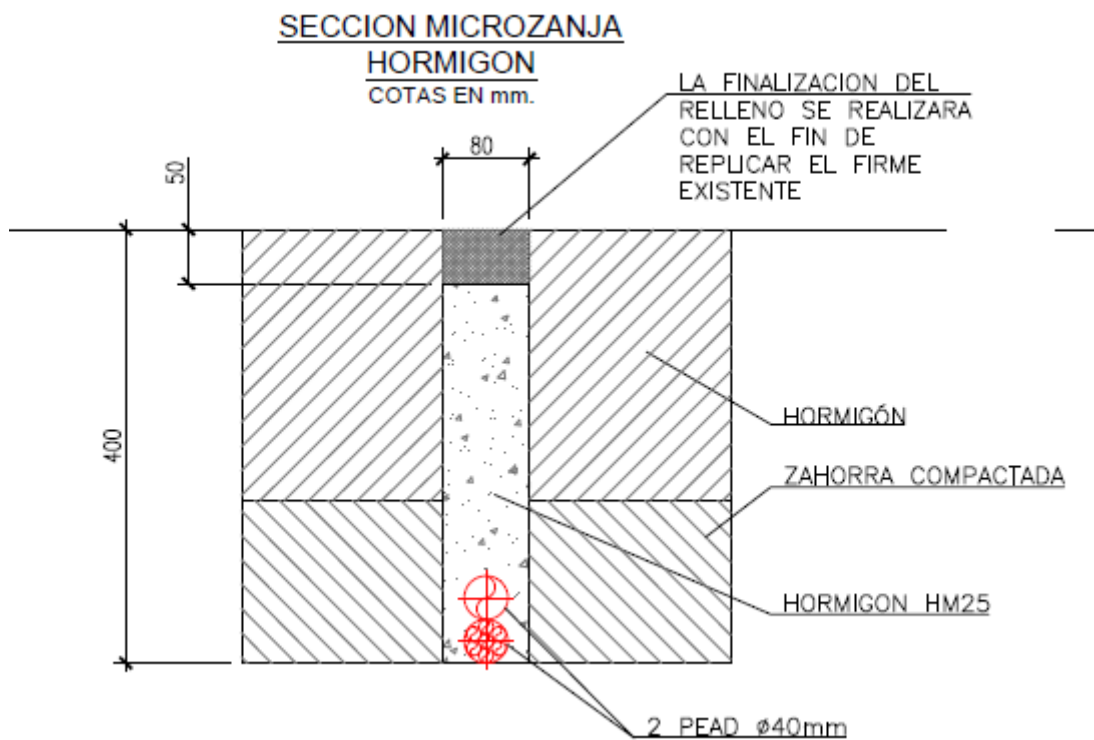 SECCION MICROZANJA
HORMIGON
COTAS EN mm.
LA FINALIZACION DEL
RELLENO SE REALIZARA
CON EL FIN DE
REPLICAR EL FIRME
EXISTENTE
80
50
400
HORMIGÓN
ZAHORRA COMPACTADA
HORMIGON HM25
2 PEAD ø40mm